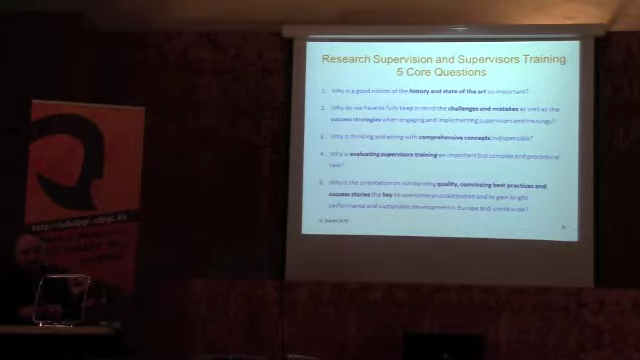 Research Supervision and Supervisors Training
5 Core Questions
1. Why is a good notion of the history and state of the art so important?
2. Why do we have to fully keep in mind the challenges and mistakes as well as the
success strategies when engaging and implementing supervisors and trainings?
3. Why is thinking and acting with comprehensive concepts indispensible?
4. Why is evaluating supervisors training an important but complex and procedural
task?
5. Why is the orientation on outstanding quality, convincing best practices and
success stories the key to overcome procrastination and to gain bright
performance and sustainable development in Europe and worldwide?
3